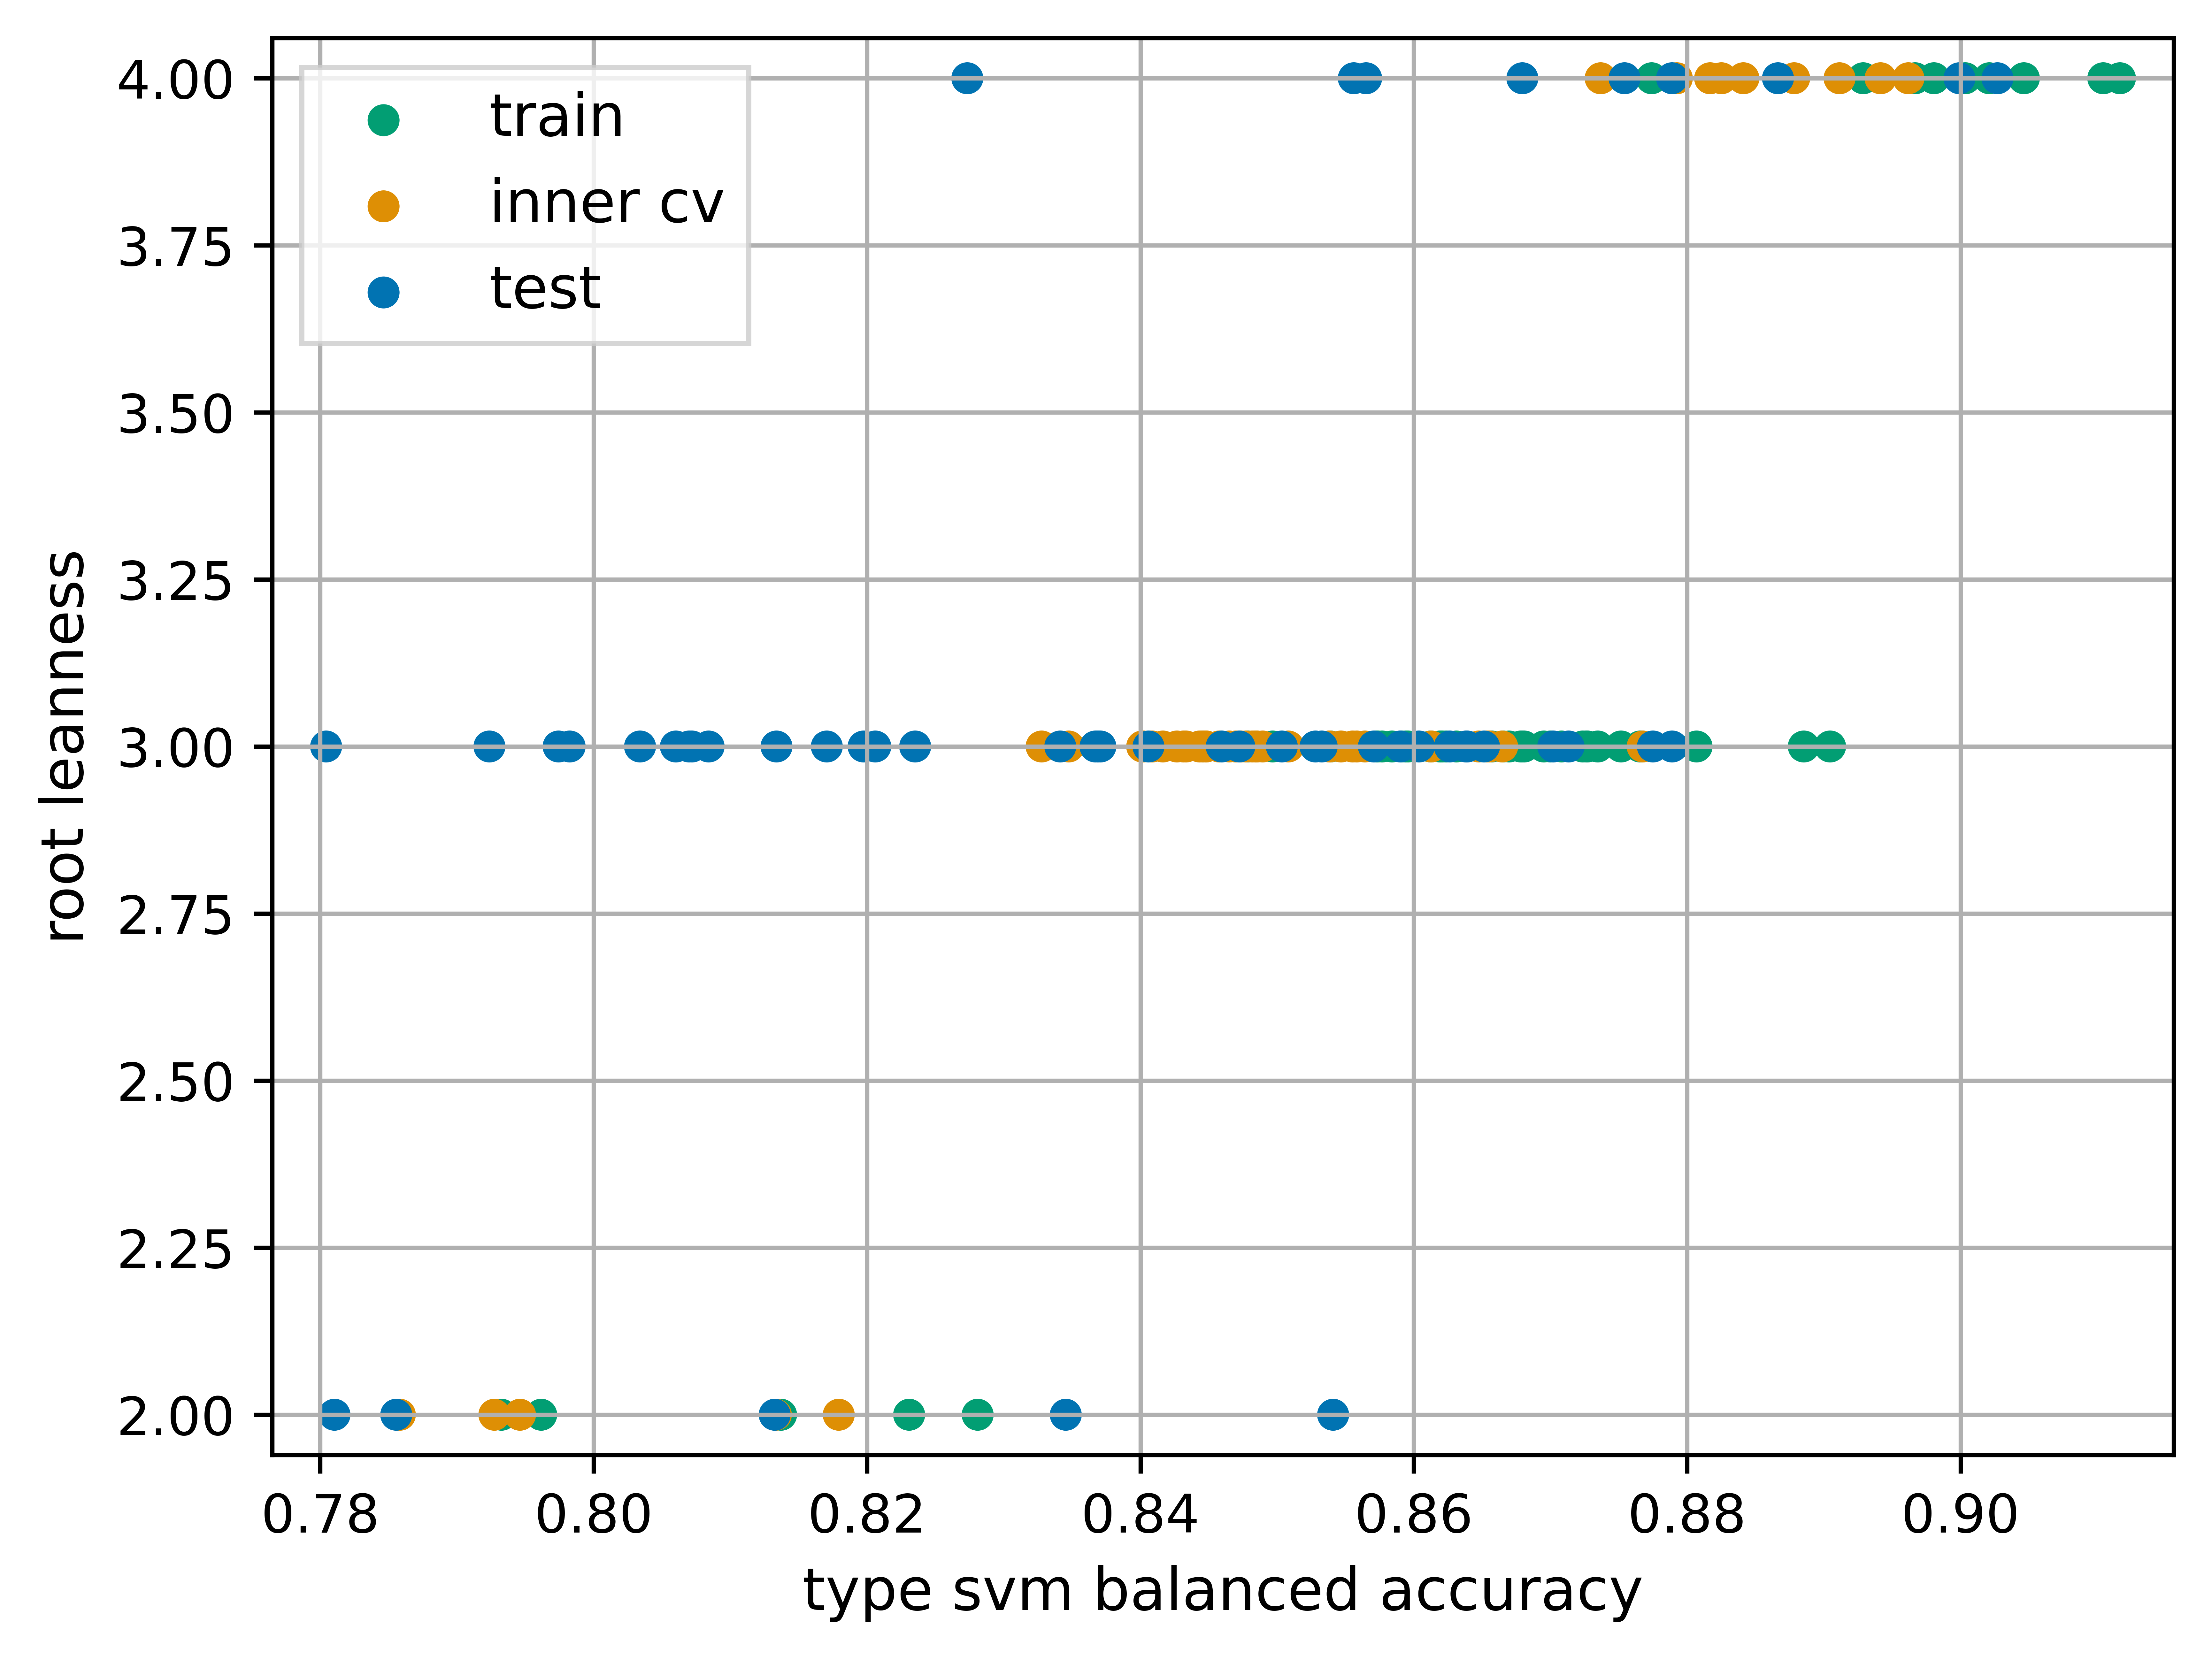 4.00
3.75
3.50
3.25
3.00
2.75
2.50
2.25
2.00
root leanness
train
inner cv
test
0.78 0.80 0.82 0.84 0.86 0.88 0.90
type svm balanced accuracy